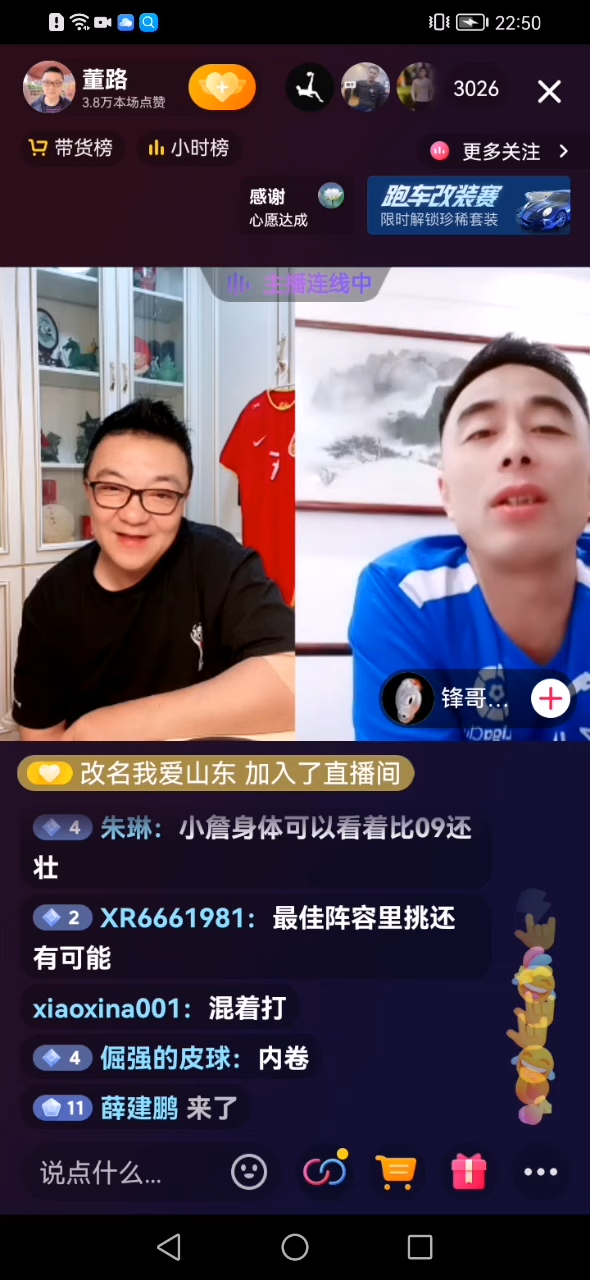 22:50
董路
3.8万本场点赞
3026
带货榜
小时榜
更多关注
感谢
心愿达成
跑车改装赛
限时解锁珍稀套装
主播连线中
7
锋哥...
改名我爱山东 加入了直播间
4 朱琳：小詹身体可以看着比09还
壮
2 XR6661981：最佳阵容里挑还
有可能
xiaoxina001：混着打
4 倔强的皮球：内卷
11 薛建鹏 来了
说点什么...